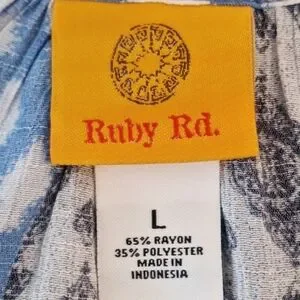 Ruby Rd.
L
65% RAYON
35% POLYESTER
MADE IN
INDONESIA